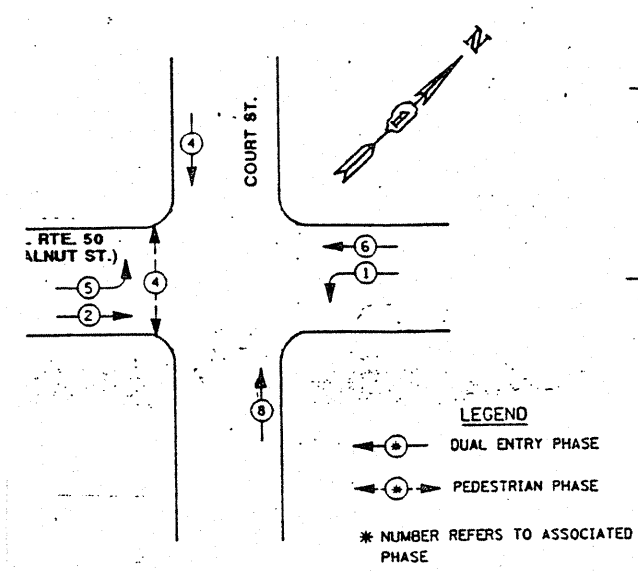 N
COURT ST.
4
. RTE. 50
ALNUT ST.)
6
1
5
4
2
8
LEGEND
* DUAL ENTRY PHASE
* PEDESTRIAN PHASE
* NUMBER REFERS TO ASSOCIATED
PHASE